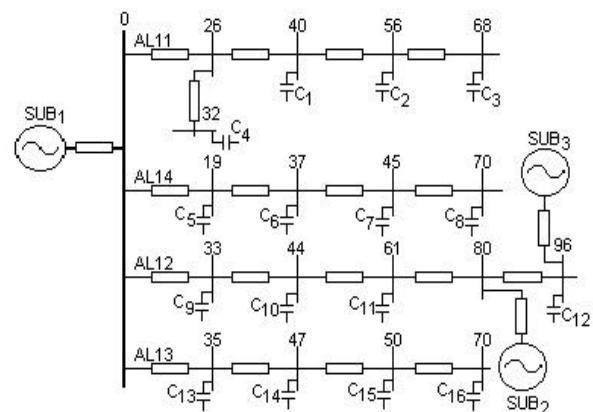 0
AL11 26 40 56 68
C1 C2 C3
32
C4
SUB1
AL14 19 37 45 70
C5 C6 C7 C8
SUB3
AL12 33 44 61 80 96
C9 C10 C11 C12
AL13 35 47 50 70
C13 C14 C15 C16
SUB2